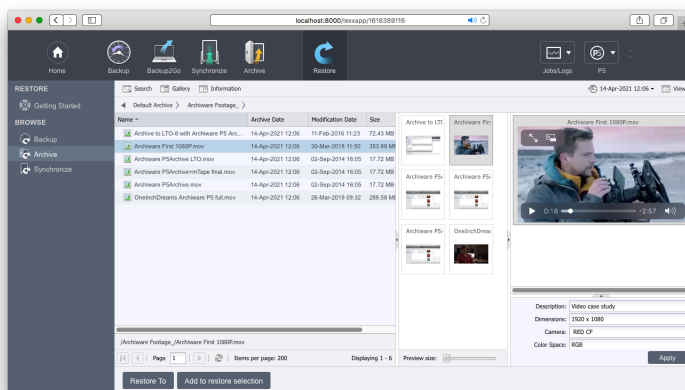 localhost:8000/lexxapp/1618389116
Home
Backup
Backup2Go
Synchronize
Archive
Restore
Jobs/Logs
P5
RESTORE
Getting Started
BROWSE
Backup
Archive
Synchronize
Search Gallery Information
14-Apr-2021 12:06 View
Default Archive Archiware Footage_
Name Archive Date Modification Date Size
Archive to LTO-8 with Archiware P5 Arc... 14-Apr-2021 12:06 11-Feb-2016 11:23 72.43 MB
Archiware First 1080P.mov 14-Apr-2021 12:06 30-Mar-2018 11:50 353.88 MB
Archiware P5Archive LTO.mov 14-Apr-2021 12:06 02-Sep-2014 16:05 17.72 MB
Archiware P5Archive+mTape final.mov 14-Apr-2021 12:06 02-Sep-2014 16:05 17.72 MB
Archiware P5Archive.mov 14-Apr-2021 12:06 02-Sep-2014 16:05 17.72 MB
OneInchDreams Archiware P5 full.mov 14-Apr-2021 12:06 26-Mar-2019 09:32 288.58 MB
Archive to LTO
Archiware Fir
Archiware P5
Archiware P5
Archiware P5
OneInchDrea
Archiware First 1080P.mov
0:18
-2:57
Description: Video case study
Dimensions: 1920 x 1080
Camera: RED CF
Color Space: RGB
Apply
/Archiware Footage_/Archiware First 1080P.mov
Page 1 Items per page: 200 Displaying 1 - 6
Preview size:
Restore To
Add to restore selection